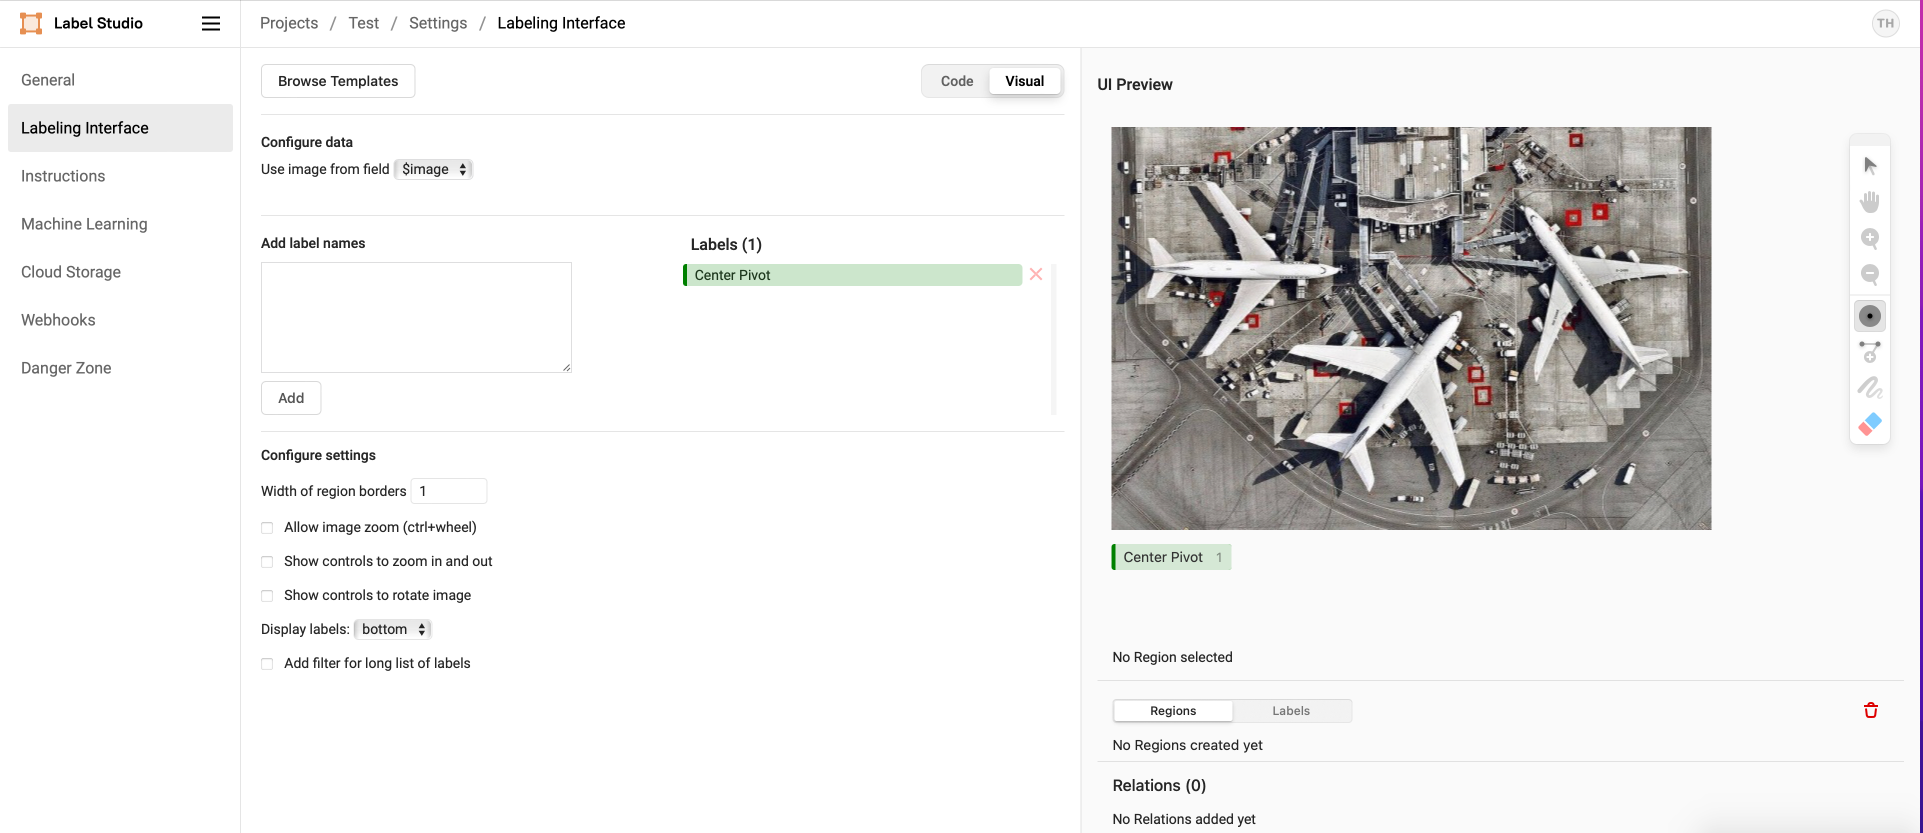 Label Studio
Projects / Test / Settings / Labeling Interface
TH
General
Labeling Interface
Instructions
Machine Learning
Cloud Storage
Webhooks
Danger Zone
Browse Templates
Code Visual
Configure data
Use image from field $image
Add label names
Labels (1)
Center Pivot
Add
Configure settings
Width of region borders 1
Allow image zoom (ctrl+wheel)
Show controls to zoom in and out
Show controls to rotate image
Display labels: bottom
Add filter for long list of labels
UI Preview
Center Pivot 1
No Region selected
Regions Labels
No Regions created yet
Relations (0)
No Relations added yet